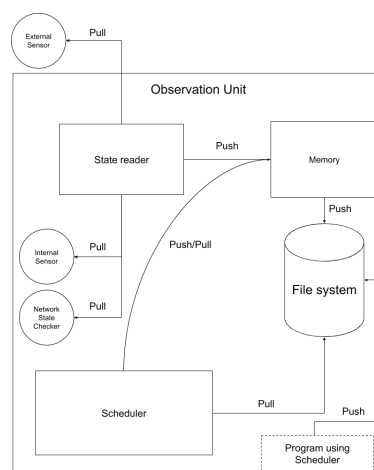 External
Sensor
Pull
Observation Unit
State reader
Push
Memory
Push
Internal
Sensor
Pull
Push/Pull
File system
Network
State
Checker
Pull
Scheduler
Pull
Push
Program using
Scheduler